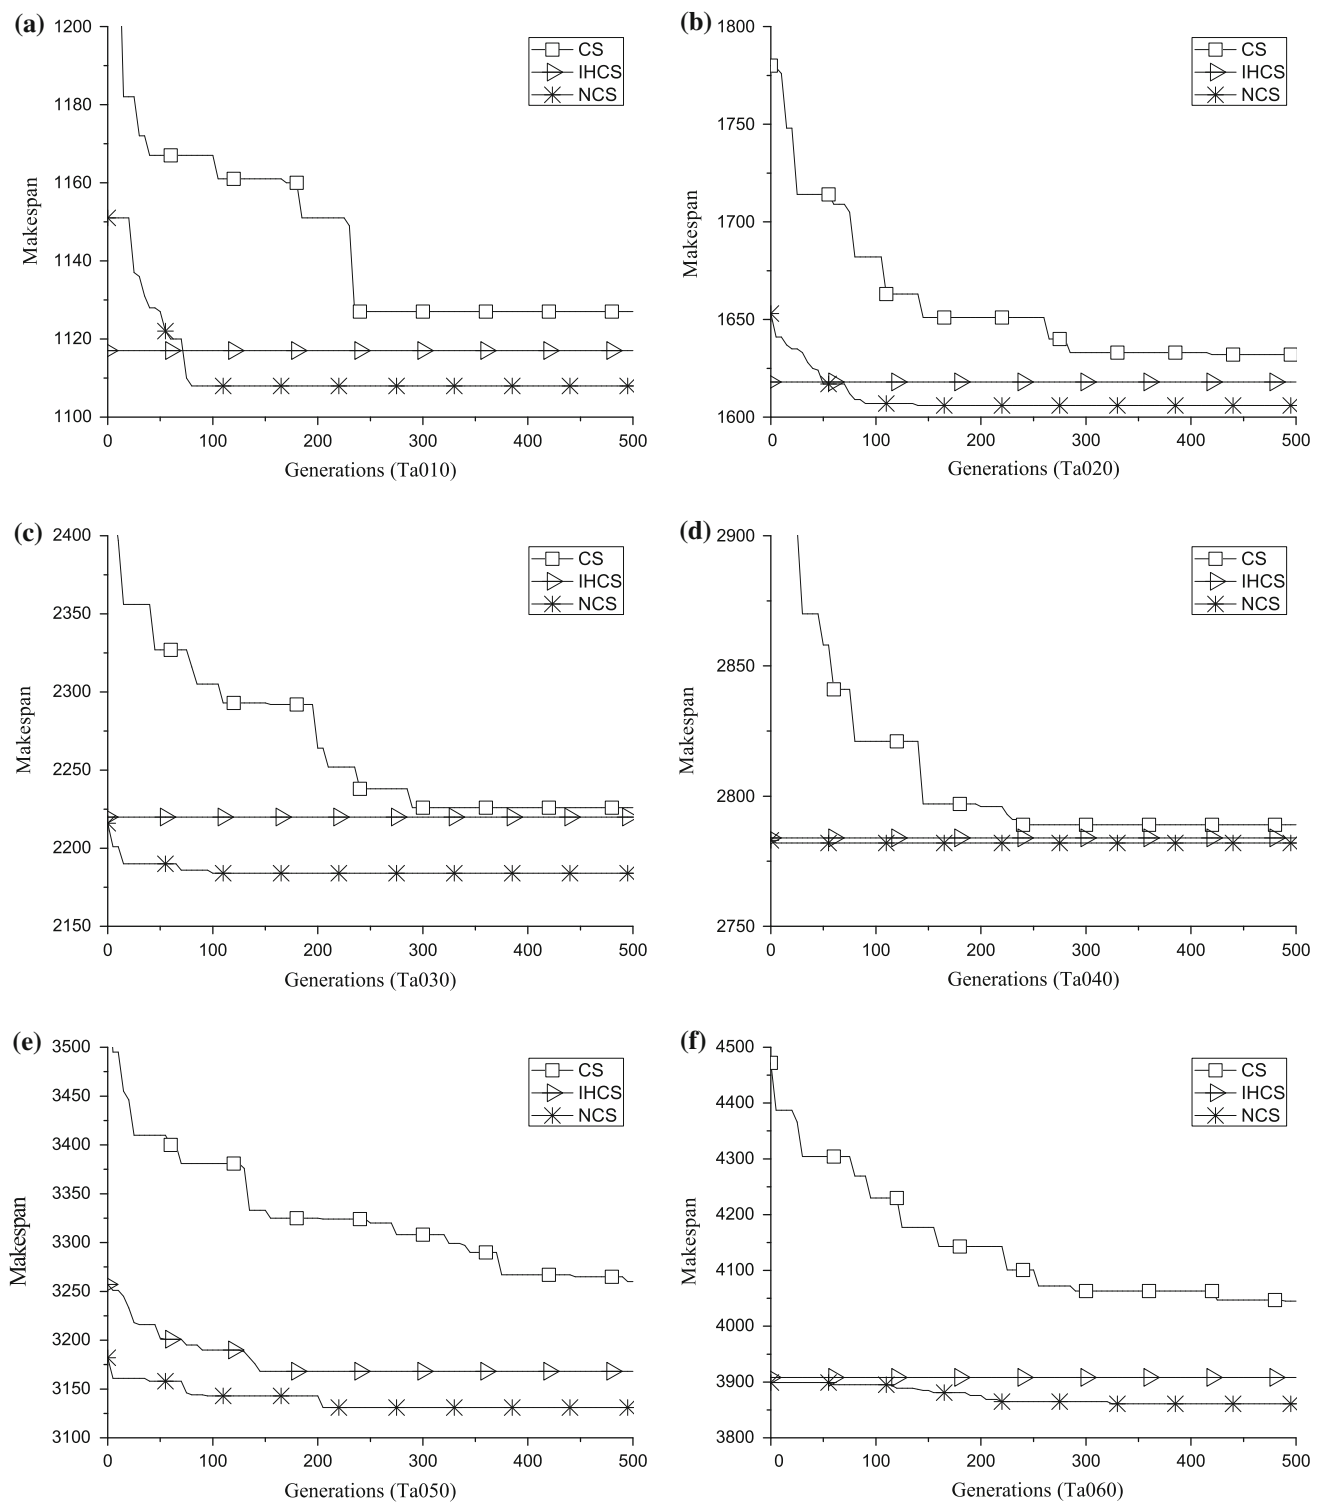 (a)
1200
1180
1160
1140
1120
1100
Makespan
CS
IHCS
NCS
0 100 200 300 400 500
Generations (Ta010)
(b)
1800
1750
1700
1650
1600
Makespan
CS
IHCS
NCS
0 100 200 300 400 500
Generations (Ta020)
(c)
2400
2350
2300
2250
2200
2150
Makespan
CS
IHCS
NCS
0 100 200 300 400 500
Generations (Ta030)
(d)
2900
2850
2800
2750
Makespan
CS
IHCS
NCS
0 100 200 300 400 500
Generations (Ta040)
(e)
3500
3450
3400
3350
3300
3250
3200
3150
3100
Makespan
CS
IHCS
NCS
0 100 200 300 400 500
Generations (Ta050)
(f)
4500
4400
4300
4200
4100
4000
3900
3800
Makespan
CS
IHCS
NCS
0 100 200 300 400 500
Generations (Ta060)